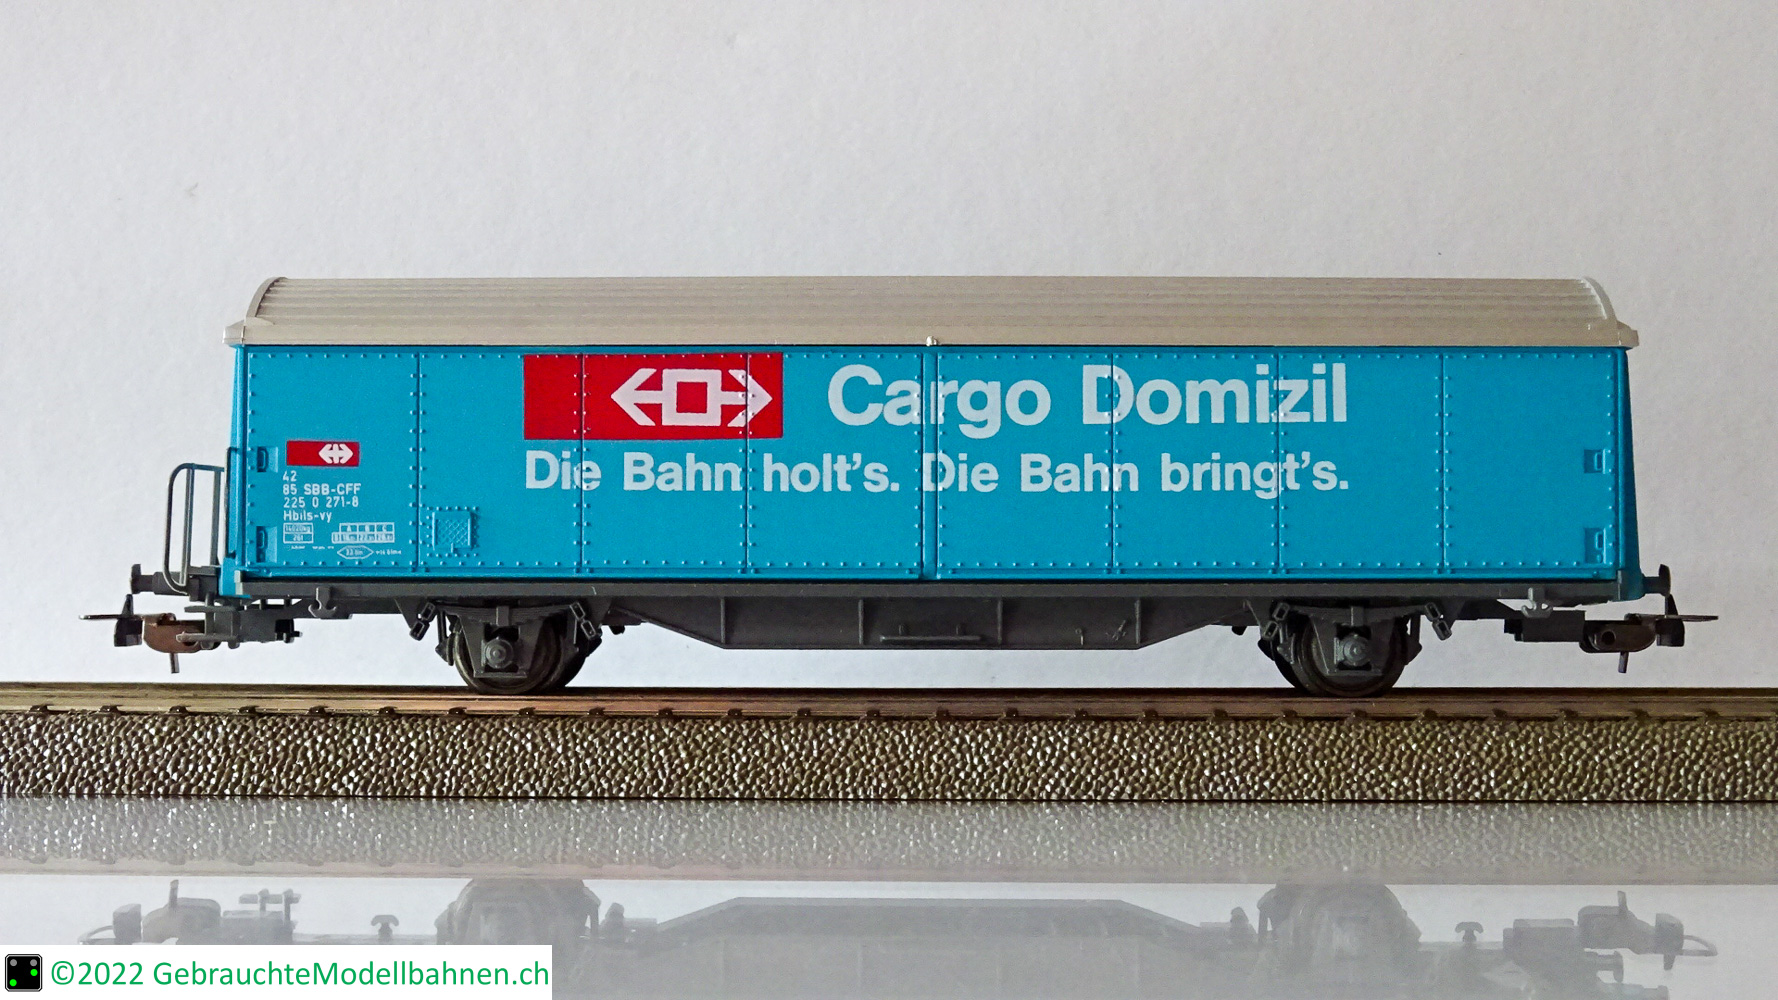 Cargo Domizil
Die Bahn holt's. Die Bahn bringt's.
42
85 SBB-CFF
225 0 271-8
Hbils-vy
A B C
©2022 GebrauchteModellbahnen.ch